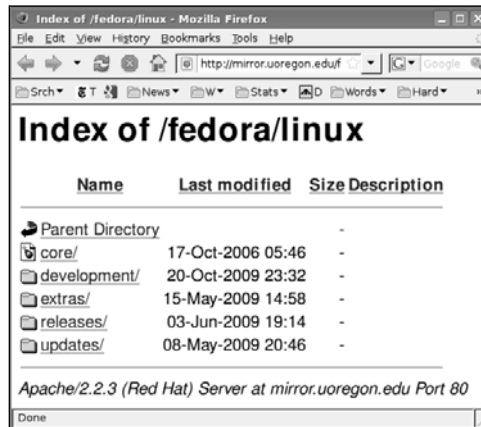 Index of /fedora/linux - Mozilla Firefox
File Edit View History Bookmarks Tools Help
http://mirror.uoregon.edu/f Google
Srch T News W Stats D Words Hard
Index of /fedora/linux
Name Last modified Size Description
Parent Directory -
core/ 17-Oct-2006 05:46 -
development/ 20-Oct-2009 23:32 -
extras/ 15-May-2009 14:58 -
releases/ 03-Jun-2009 19:14 -
updates/ 08-May-2009 20:46 -
Apache/2.2.3 (Red Hat) Server at mirror.uoregon.edu Port 80
Done